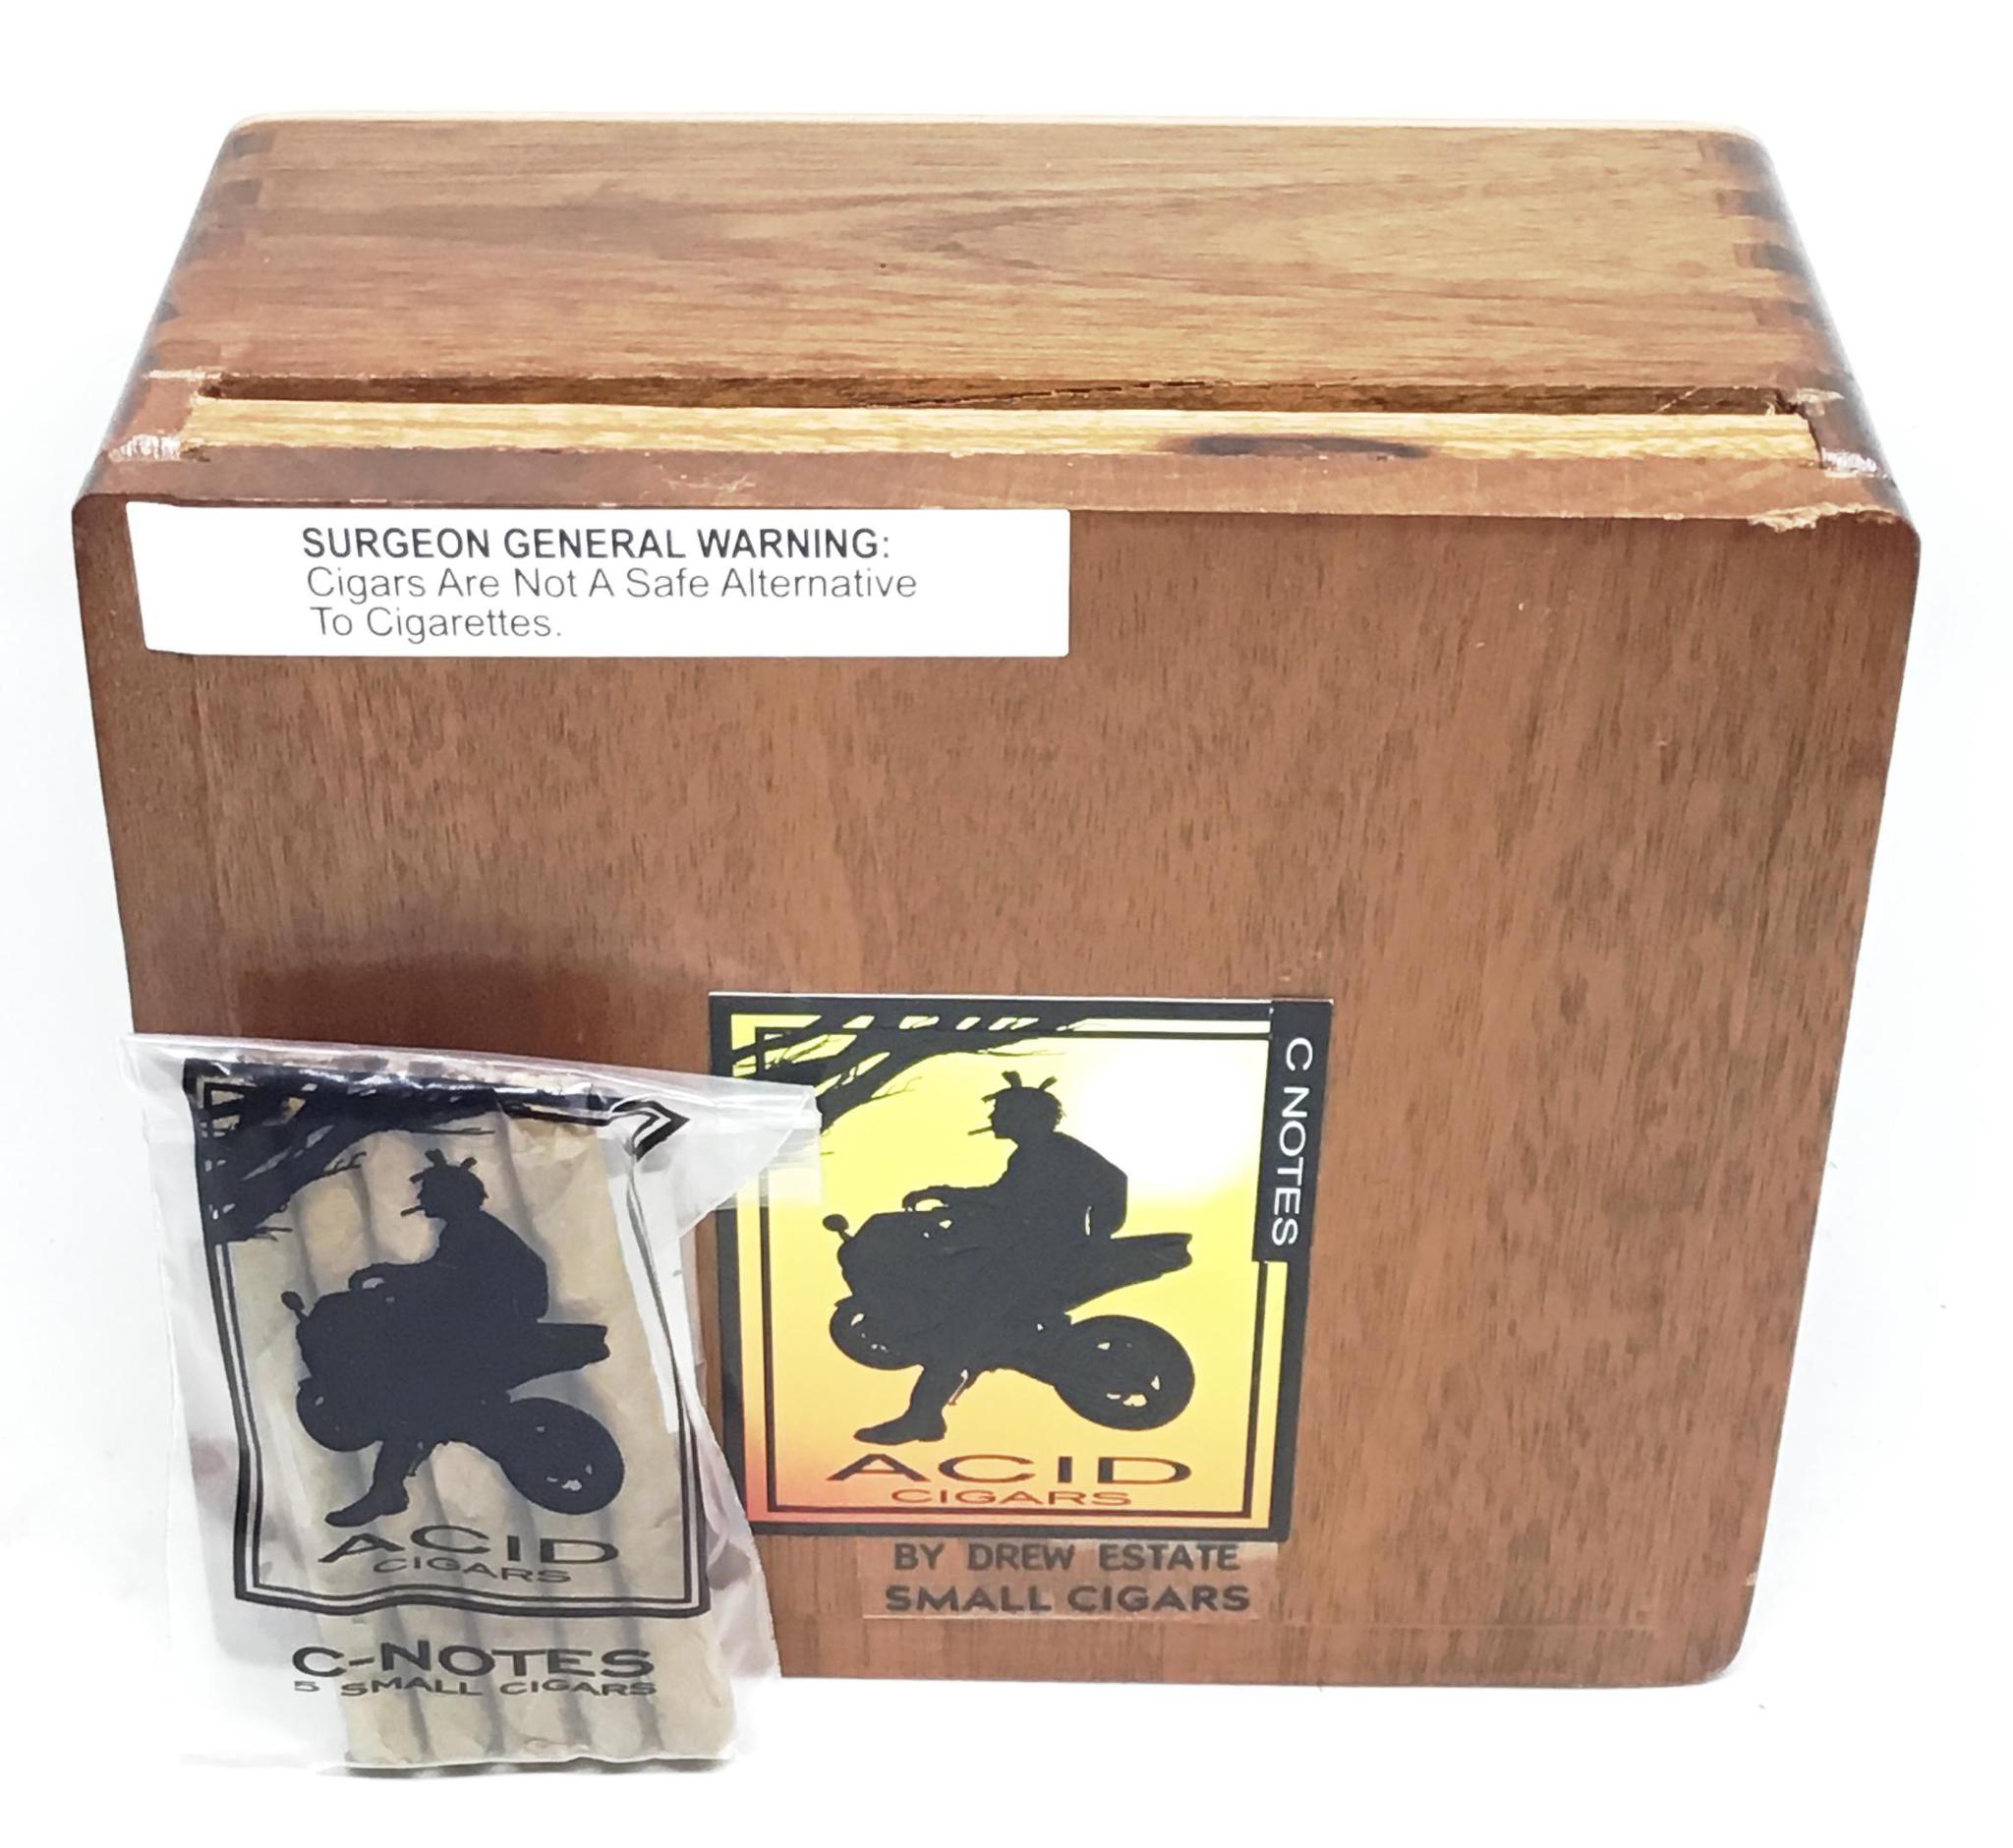 SURGEON GENERAL WARNING:
Cigars Are Not A Safe Alternative
To Cigarettes.
C NOTES
ACID
CIGARS
BY DREW ESTATE
SMALL CIGARS
ACID
CIGARS
C-NOTES
5 SMALL CIGARS